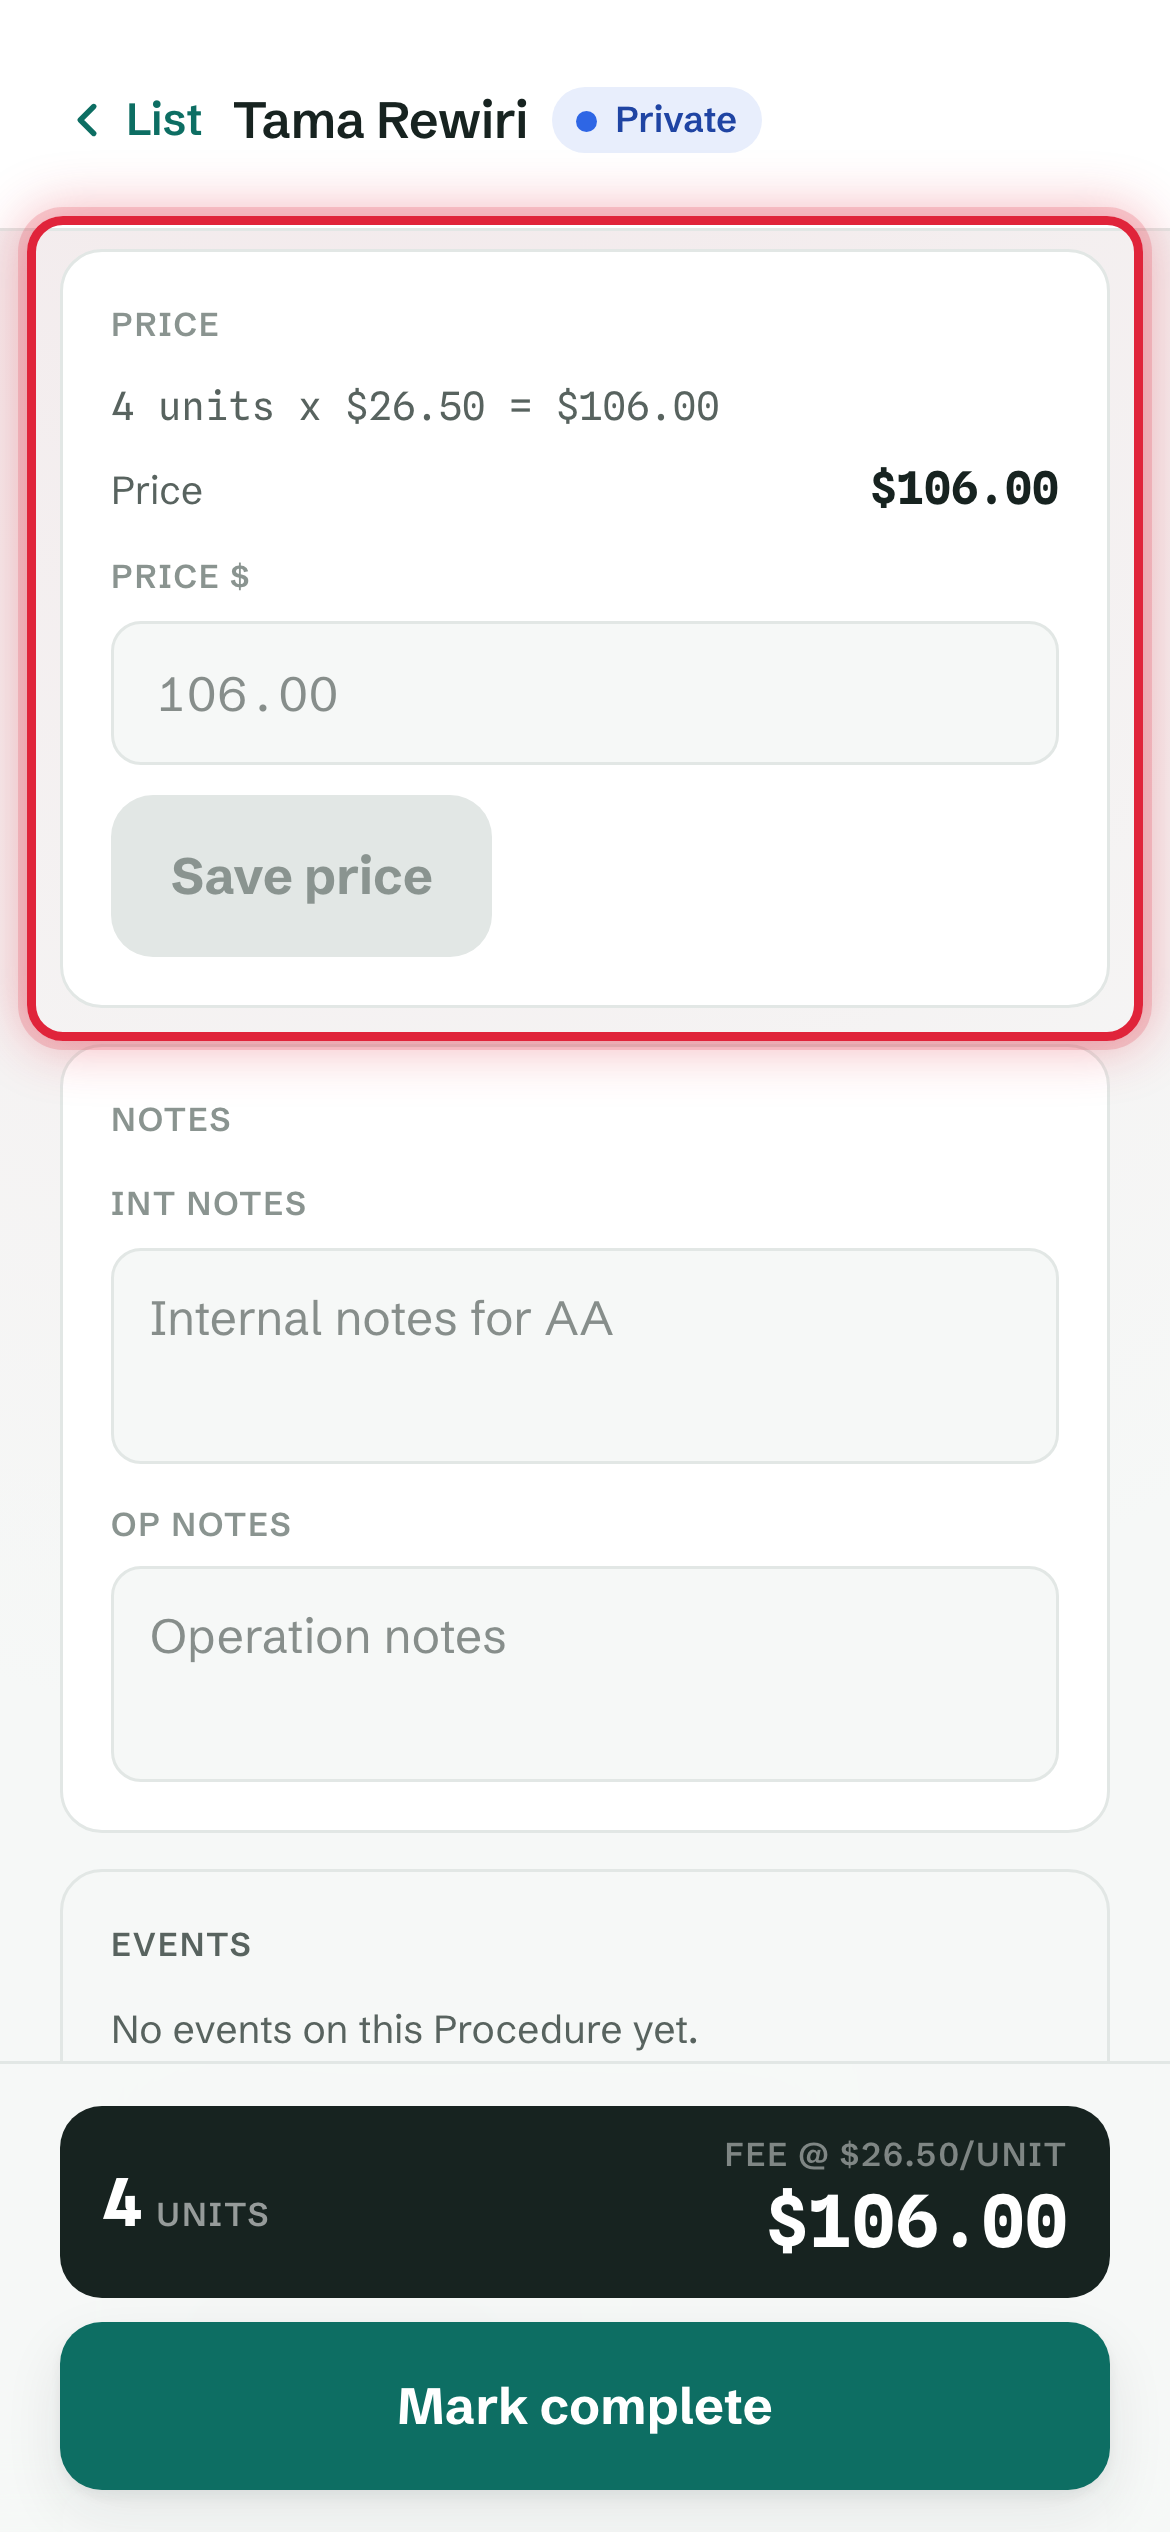 List Tama Rewiri Private
PRICE
4 units x $26.50 = $106.00
Price $106.00
PRICE $
106.00
Save price
NOTES
INT NOTES
Internal notes for AA
OP NOTES
Operation notes
EVENTS
No events on this Procedure yet.
FEE @ $26.50/UNIT
4 UNITS $106.00
Mark complete